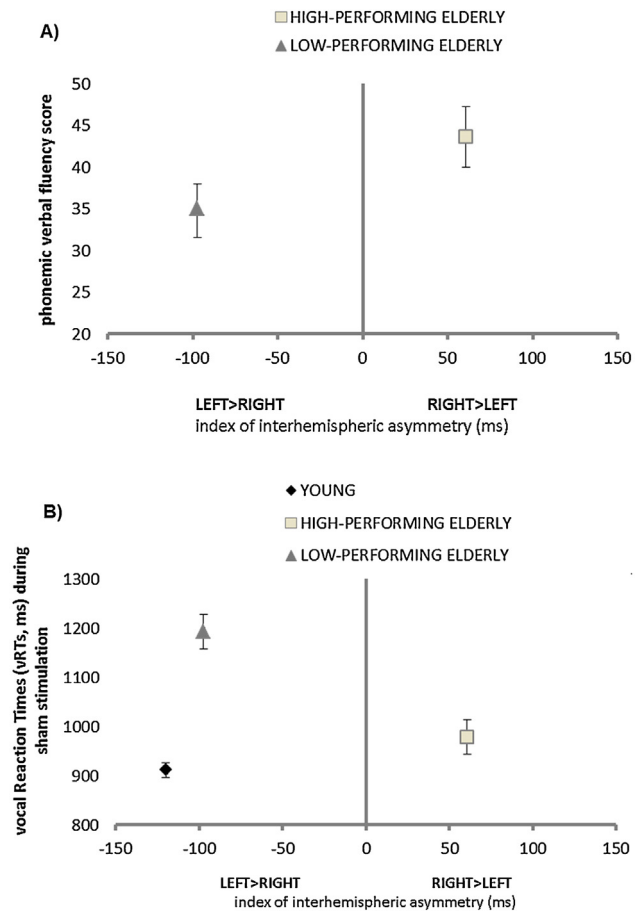 A)
HIGH-PERFORMING ELDERLY
LOW-PERFORMING ELDERLY
phonemic verbal fluency score
50
45
40
35
30
25
20
-150 -100 -50 0 50 100 150
LEFT>RIGHT RIGHT>LEFT
index of interhemispheric asymmetry (ms)
B)
YOUNG
HIGH-PERFORMING ELDERLY
LOW-PERFORMING ELDERLY
vocal Reaction Times (vRTs, ms) during
sham stimulation
1300
1200
1100
1000
900
800
-150 -100 -50 0 50 100 150
LEFT>RIGHT RIGHT>LEFT
index of interhemispheric asymmetry (ms)